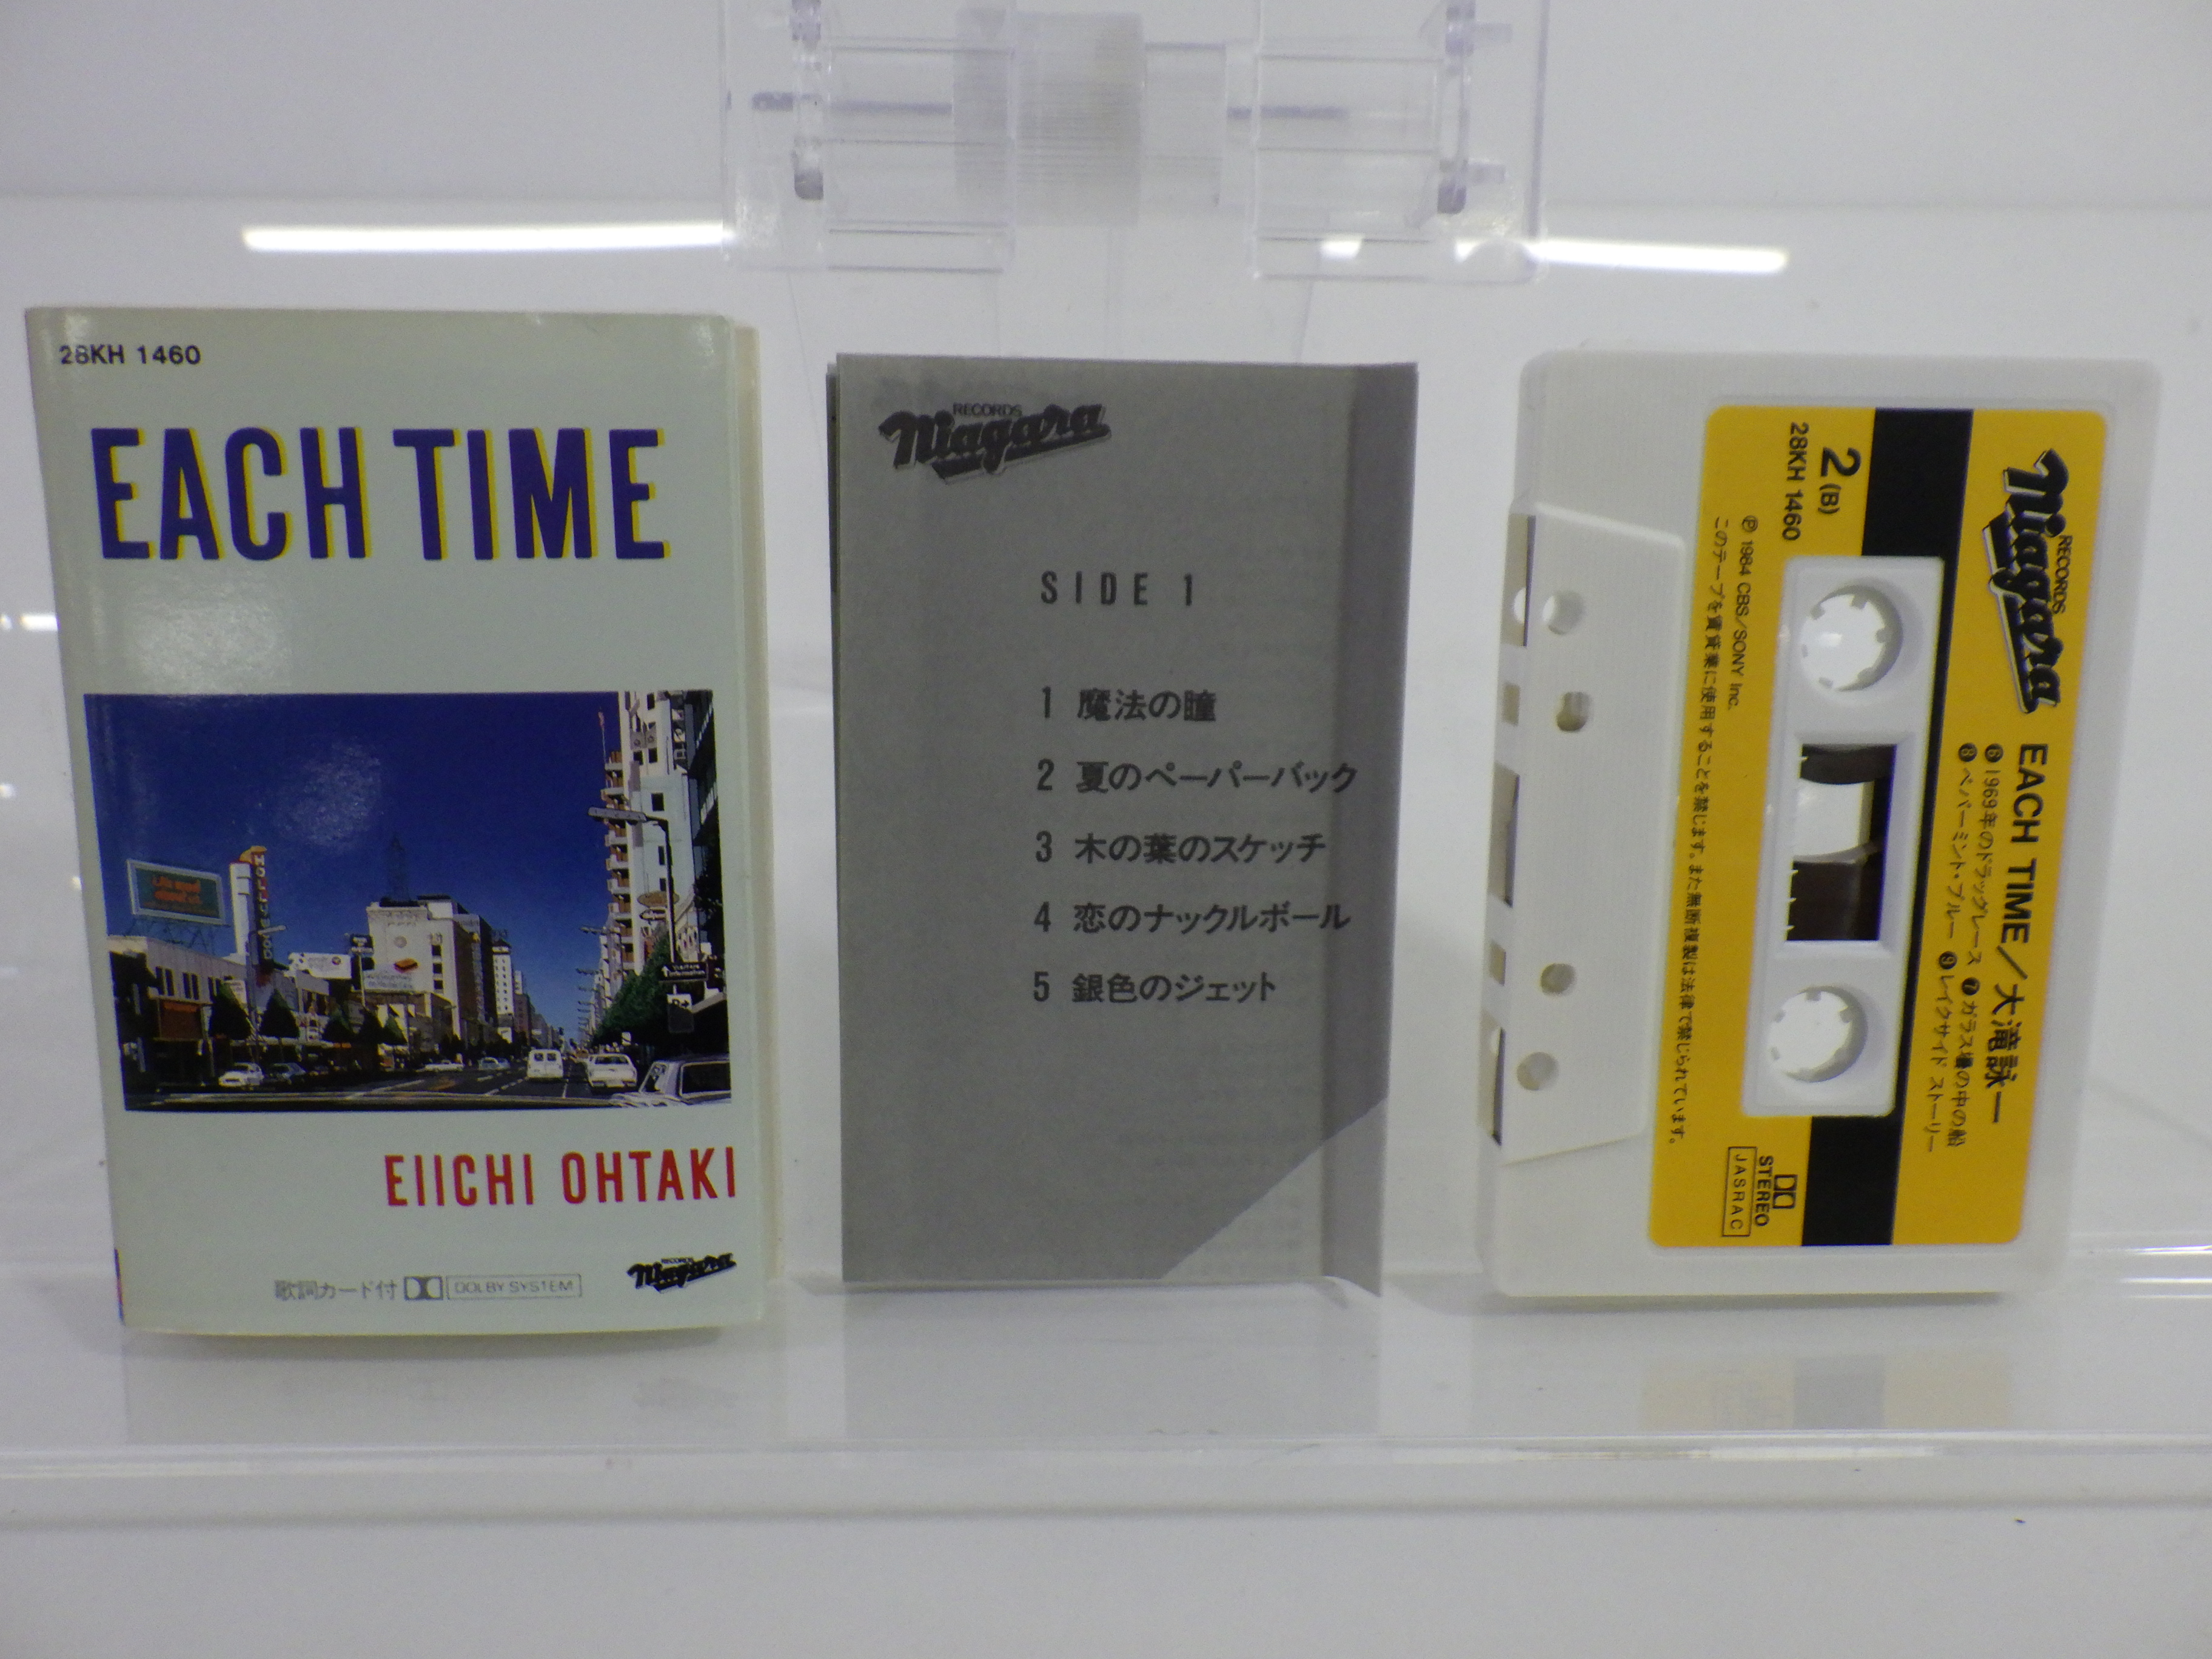 28KH 1460
EACH TIME
EIICHI OHTAKI
歌詞カード付 DOLBY SYSTEM
RECORDS
Niagara
RECORDS
Niagara
SIDE 1
1 魔法の瞳
2 夏のペーパーバック
3 木の葉のスケッチ
4 恋のナックルボール
5 銀色のジェット
RECORDS
Niagara
EACH TIME/大滝詠一
❻1969年のドラッグレース ❼ガラス壜の中の船
❽ペパーミント・ブルー ❾レイクサイド ストーリー
2(B)
28KH 1460
STEREO
JASRAC
Ⓟ 1984 CBS/SONY Inc.
このテープを賃貸業に使用することを禁じます。また無断複製は法律で禁じられています。